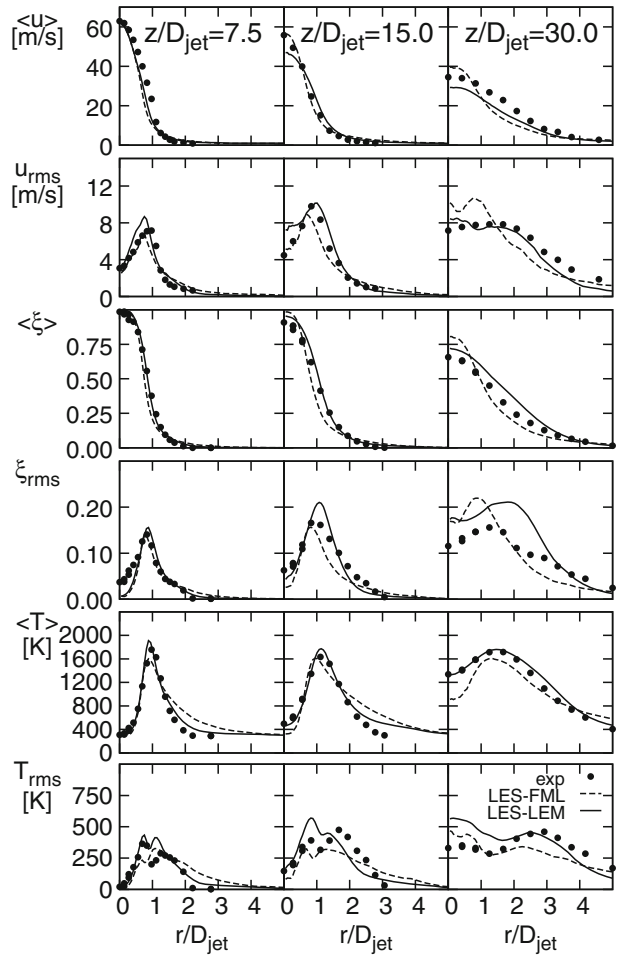 <u> z/D_jet=7.5 z/D_jet=15.0 z/D_jet=30.0
[m/s]
60
40
20
0
u_rms
[m/s]
12
8
4
0
<ξ>
0.75
0.50
0.25
0.00
ξ_rms
0.20
0.10
0.00
<T>
[K]
2000
1600
1200
800
400
0
T_rms
[K]
750
500
250
0
exp
LES-FML
LES-LEM
0 1 2 3 4 0 1 2 3 4 0 1 2 3 4 5
r/D_jet r/D_jet r/D_jet